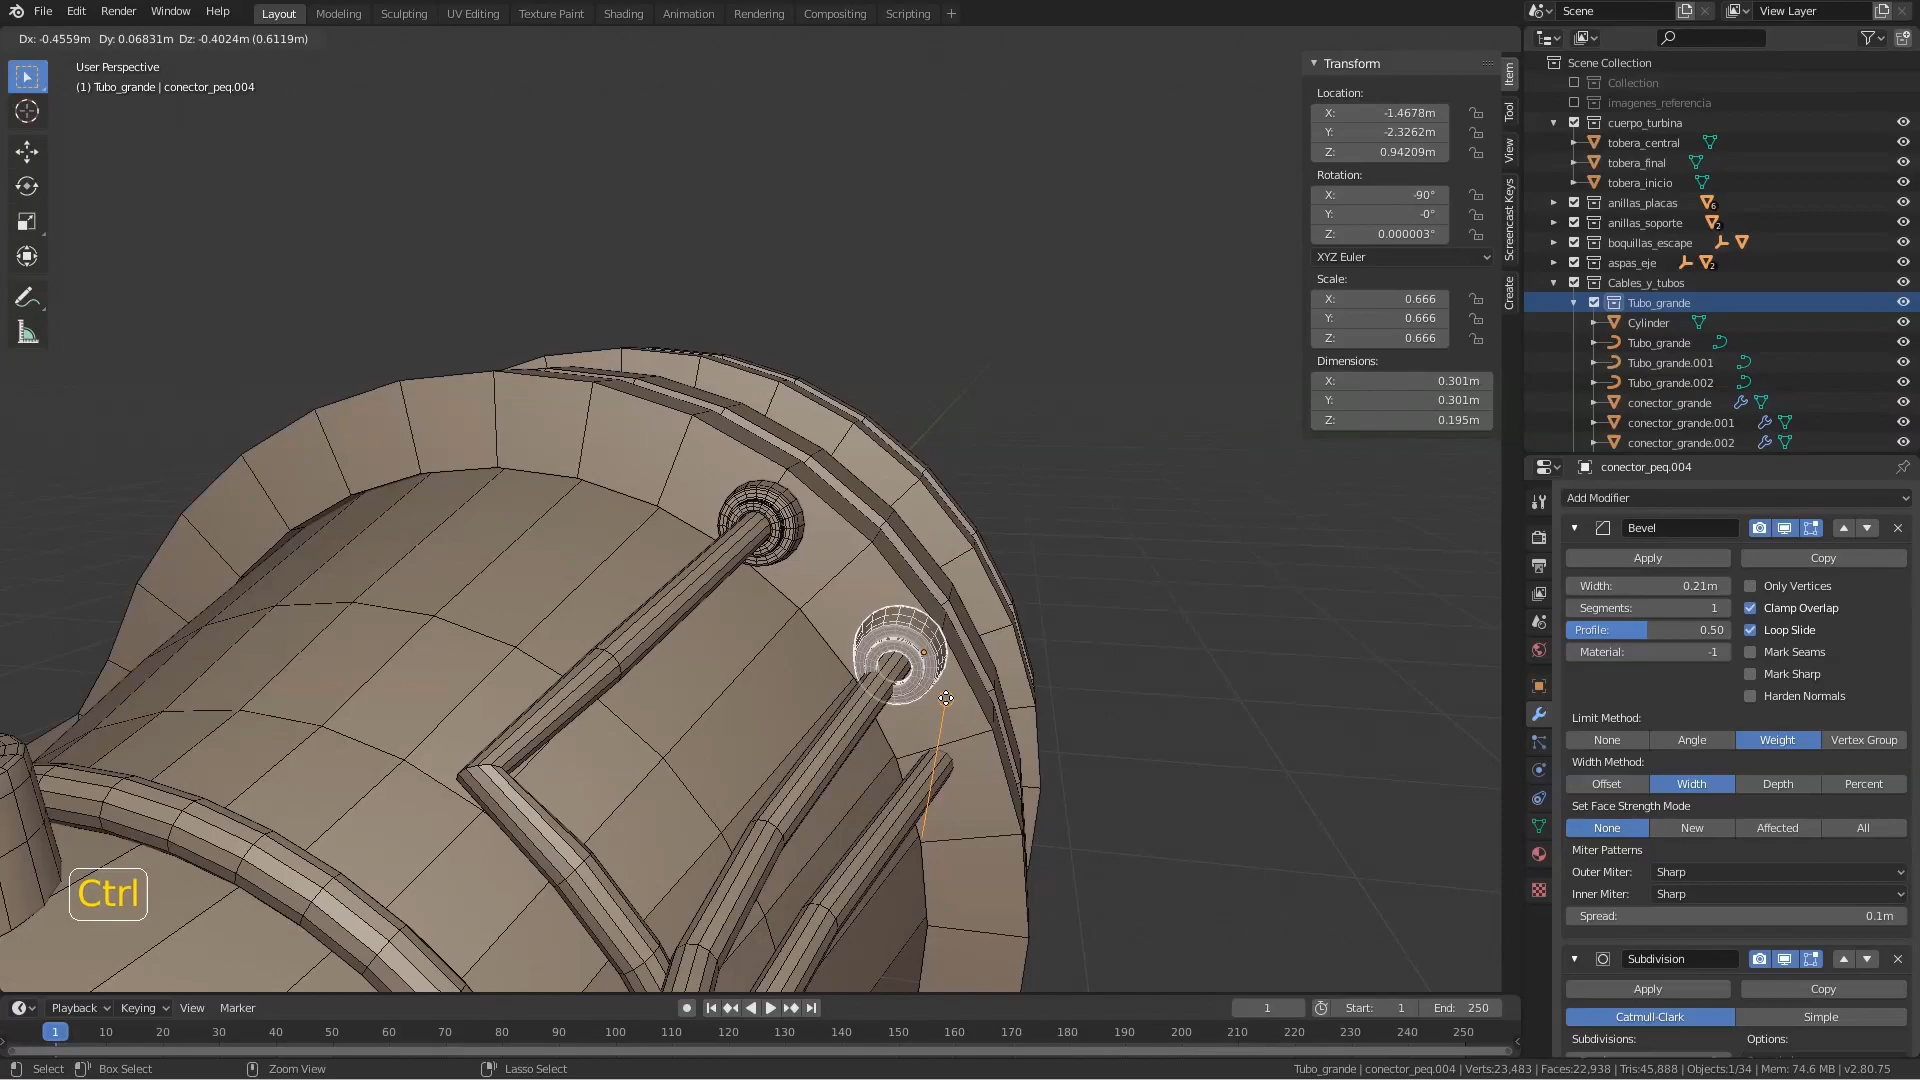 File Edit Render Window Help Layout Modeling Sculpting UV Editing Texture Paint Shading Animation Rendering Compositing Scripting + Scene View Layer
Dx: -0.4559m Dy: 0.06831m Dz: -0.4024m (0.6119m)
User Perspective
(1) Tubo_grande | conector_peq.004
Transform
Location:
X: -1.4678m
Y: -2.3262m
Z: 0.94209m
Rotation:
X: -90°
Y: -0°
Z: 0.000003°
XYZ Euler
Scale:
X: 0.666
Y: 0.666
Z: 0.666
Dimensions:
X: 0.301m
Y: 0.301m
Z: 0.195m
Item
Tool
View
Screencast Keys
Create
Scene Collection
Collection
imagenes_referencia
cuerpo_turbina
tobera_central
tobera_final
tobera_inicio
anillas_placas 6
anillas_soporte 2
boquillas_escape
aspas_eje 2
Cables_y_tubos
Tubo_grande
Cylinder
Tubo_grande
Tubo_grande.001
Tubo_grande.002
conector_grande
conector_grande.001
conector_grande.002
conector_peq.004
Add Modifier
Bevel
Apply Copy
Width: 0.21m Only Vertices
Segments: 1 Clamp Overlap
Profile: 0.50 Loop Slide
Material: -1 Mark Seams
Mark Sharp
Harden Normals
Limit Method:
None Angle Weight Vertex Group
Width Method:
Offset Width Depth Percent
Set Face Strength Mode
None New Affected All
Miter Patterns
Outer Miter: Sharp
Inner Miter: Sharp
Spread: 0.1m
Subdivision
Apply Copy
Catmull-Clark Simple
Subdivisions: Options:
Ctrl
Playback Keying View Marker 1 Start: 1 End: 250
1 10 20 30 40 50 60 70 80 90 100 110 120 130 140 150 160 170 180 190 200 210 220 230 240 250
Select Box Select Zoom View Lasso Select Tubo_grande | conector_peq.004 | Verts:23,483 | Faces:22,938 | Tris:45,888 | Objects:1/34 | Mem: 74.6 MB | v2.80.75